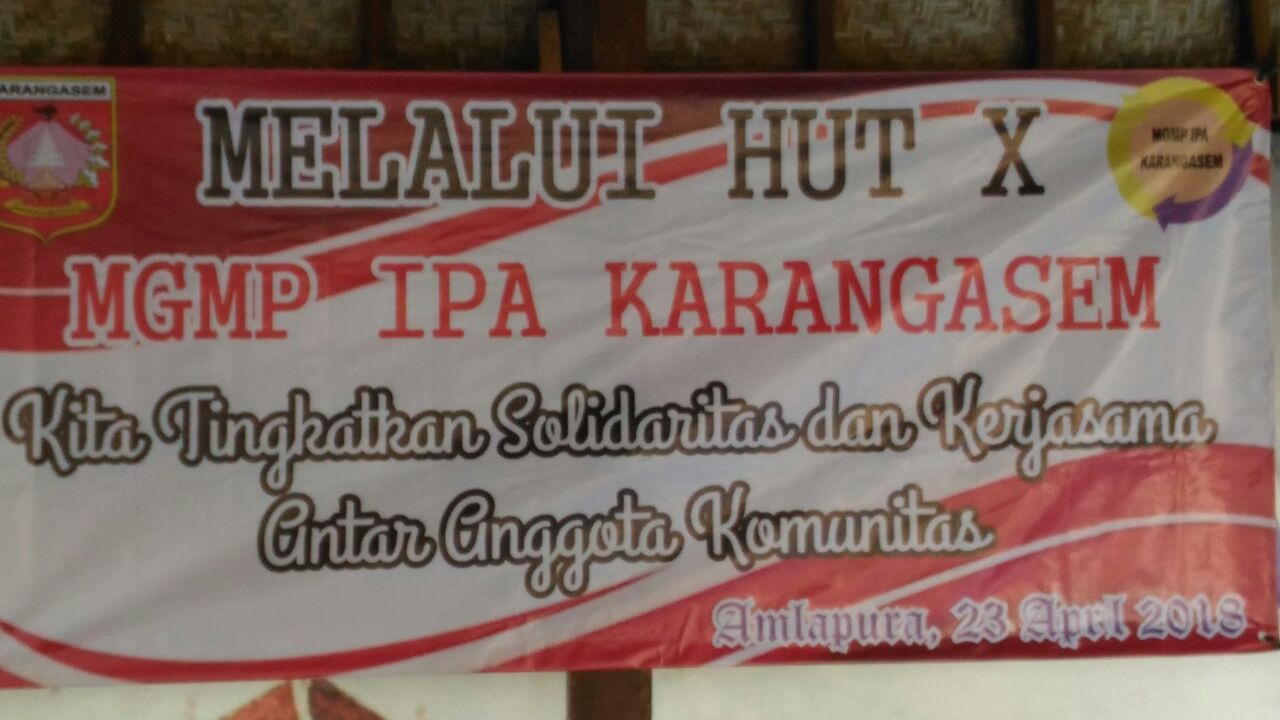 KARANGASEM
MELALUI HUT X
MGMP IPA
KARANGASEM
MGMP IPA KARANGASEM
Kita Tingkatkan Solidaritas dan Kerjasama
Antar Anggota Komunitas
Amlapura, 23 April 2018